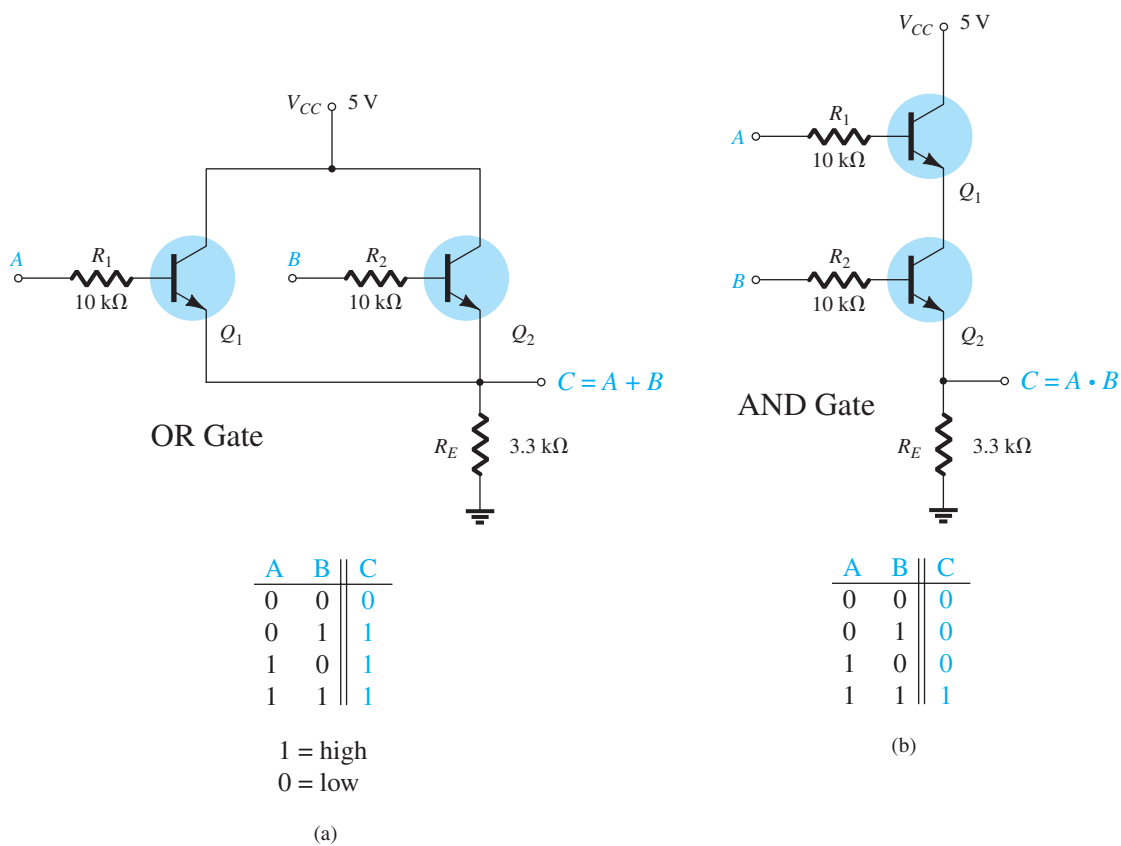 V_CC 5 V
A
R_1
10 kΩ
Q_1
B
R_2
10 kΩ
Q_2
C = A + B
OR Gate
R_E 3.3 kΩ
A B C
0 0 0
0 1 1
1 0 1
1 1 1
1 = high
0 = low
(a)
V_CC 5 V
A
R_1
10 kΩ
Q_1
B
R_2
10 kΩ
Q_2
C = A • B
AND Gate
R_E 3.3 kΩ
A B C
0 0 0
0 1 0
1 0 0
1 1 1
(b)